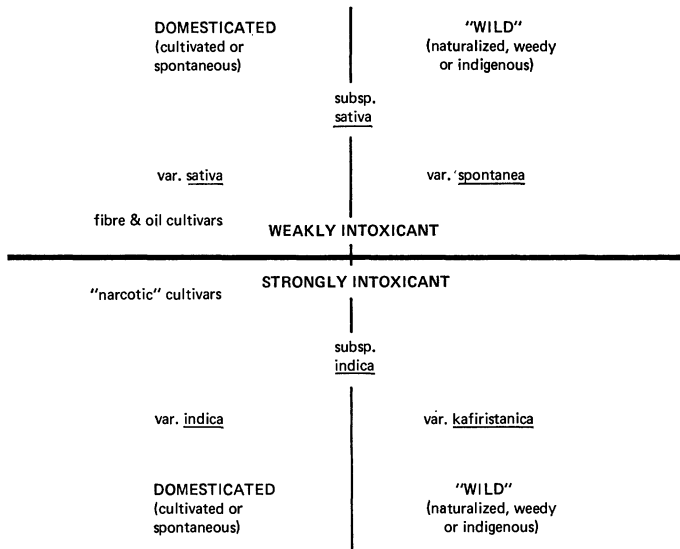 DOMESTICATED
(cultivated or
spontaneous)
"WILD"
(naturalized, weedy
or indigenous)
subsp.
sativa
var. sativa
var. spontanea
fibre & oil cultivars
WEAKLY INTOXICANT
STRONGLY INTOXICANT
"narcotic" cultivars
subsp.
indica
var. indica
var. kafiristanica
DOMESTICATED
(cultivated or
spontaneous)
"WILD"
(naturalized, weedy
or indigenous)